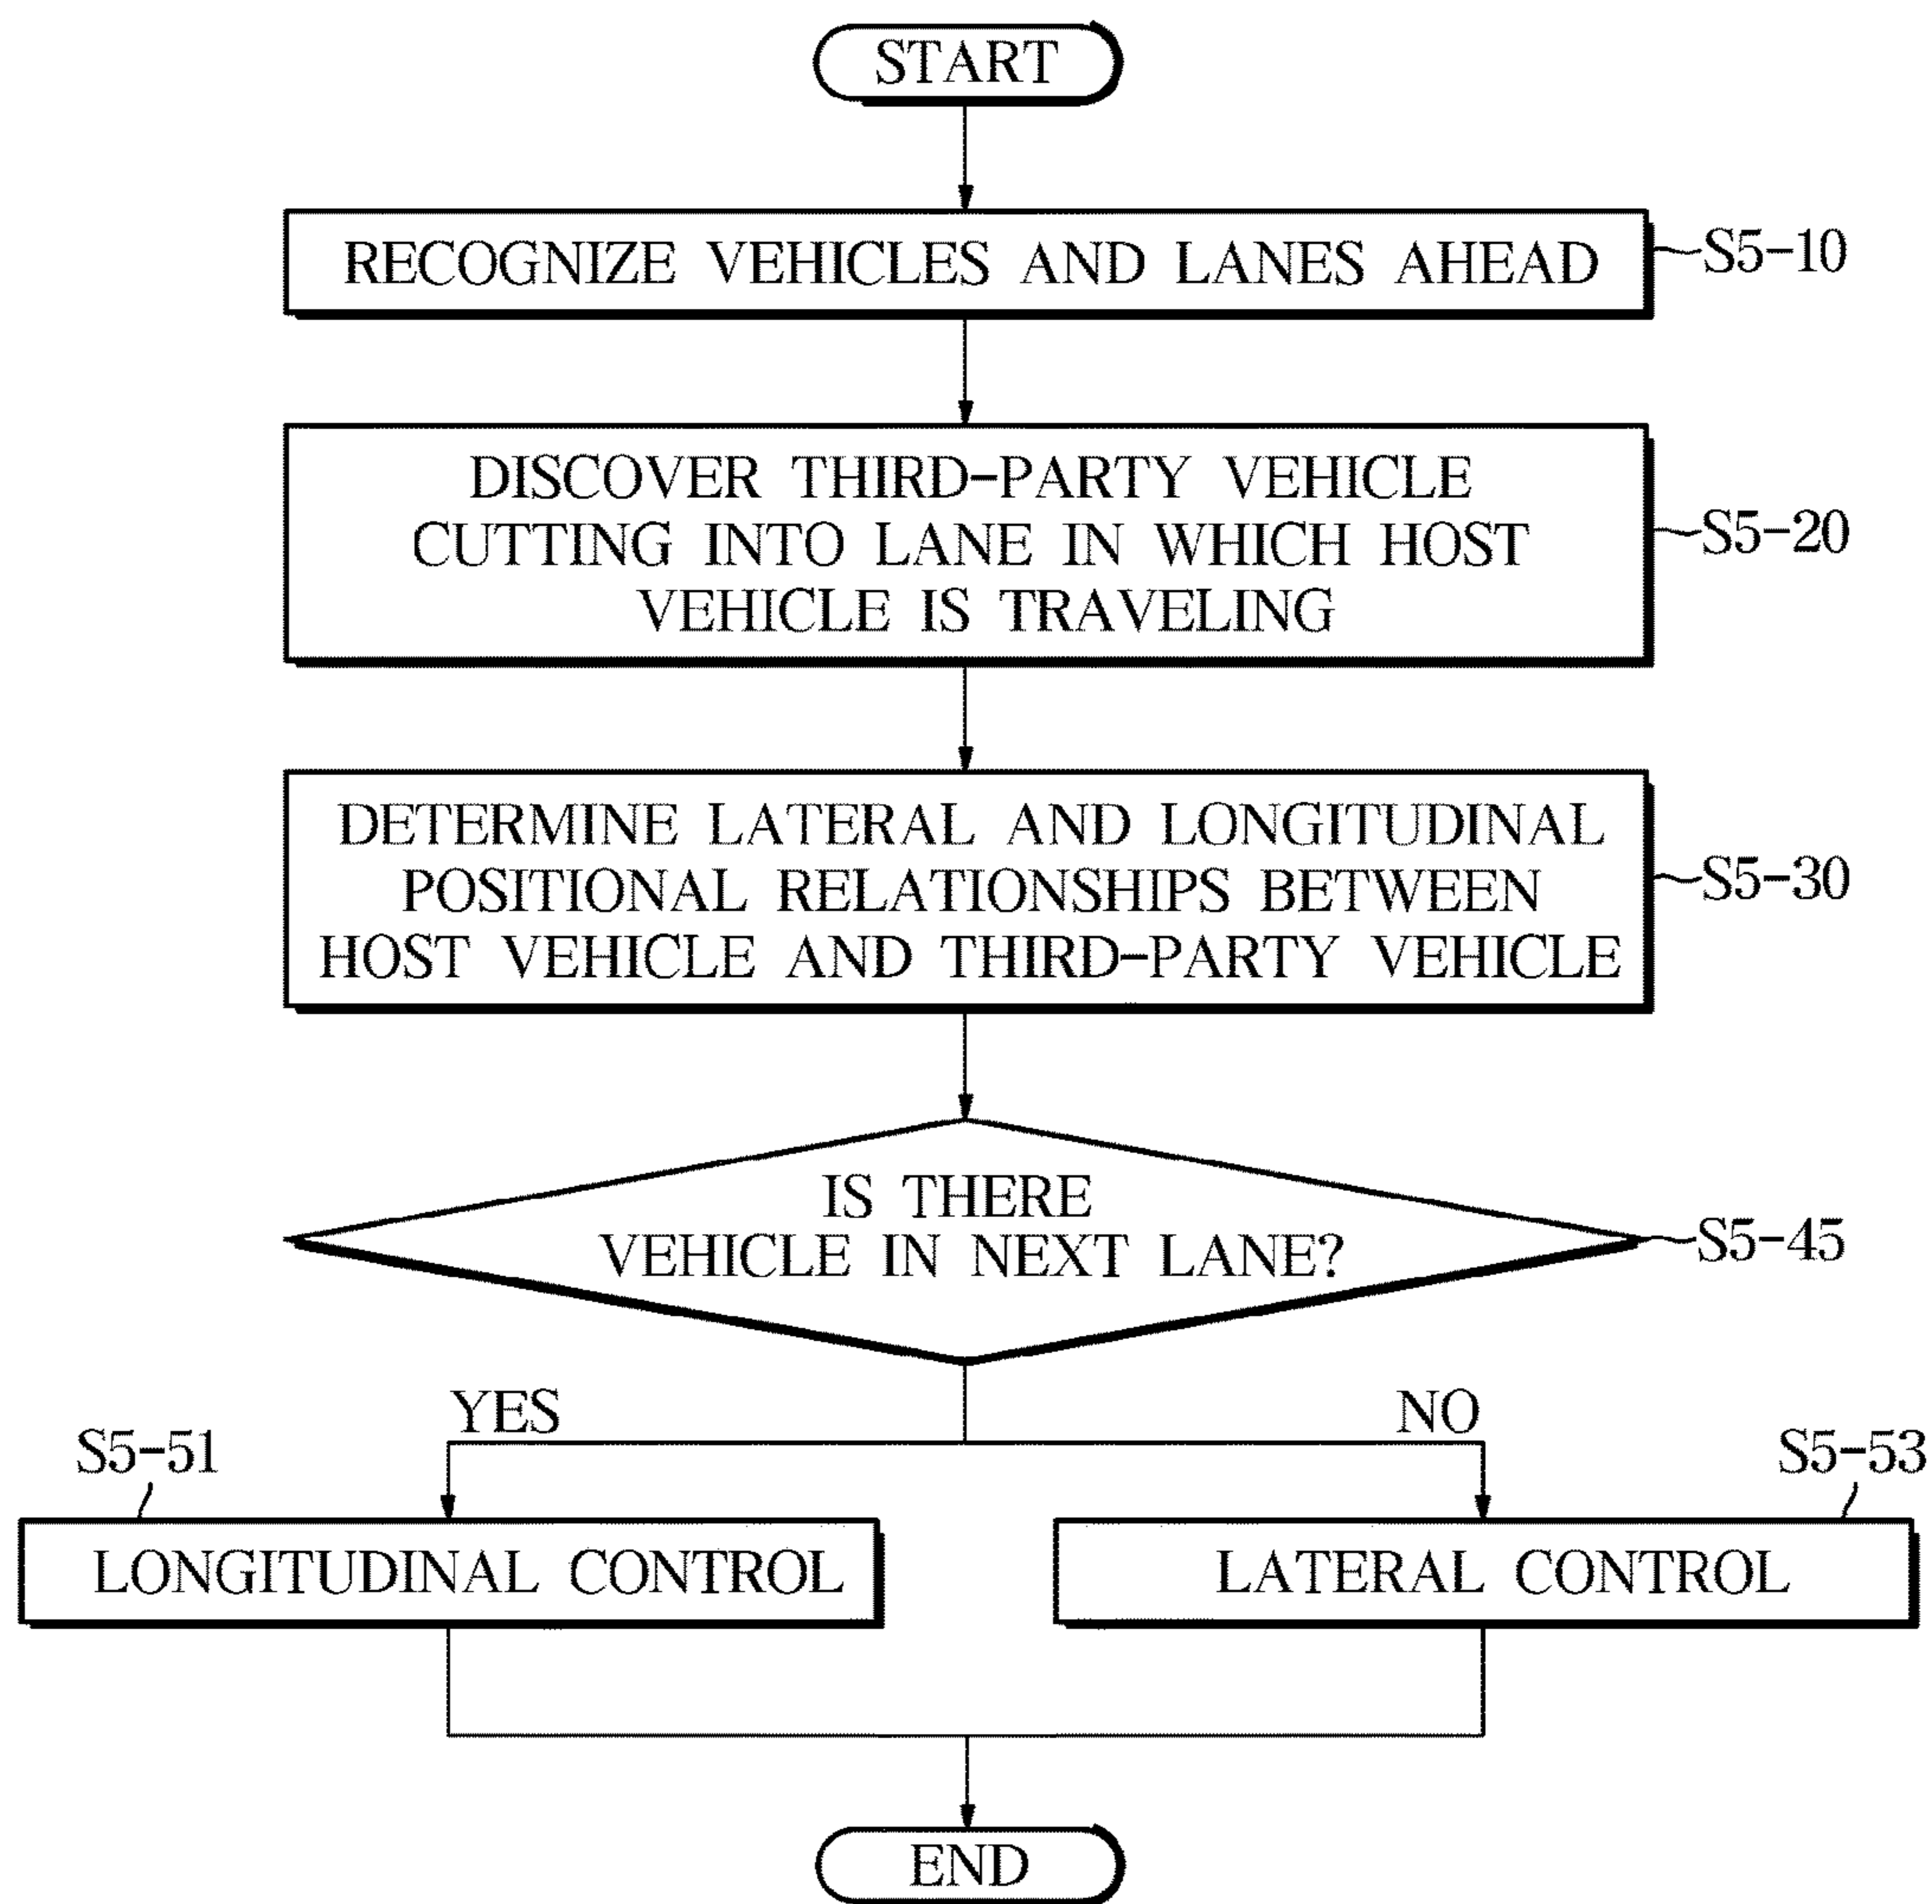 START
RECOGNIZE VEHICLES AND LANES AHEAD
S5-10
DISCOVER THIRD-PARTY VEHICLE
CUTTING INTO LANE IN WHICH HOST
VEHICLE IS TRAVELING
S5-20
DETERMINE LATERAL AND LONGITUDINAL
POSITIONAL RELATIONSHIPS BETWEEN
HOST VEHICLE AND THIRD-PARTY VEHICLE
S5-30
IS THERE
VEHICLE IN NEXT LANE?
S5-45
YES
NO
S5-51
S5-53
LONGITUDINAL CONTROL
LATERAL CONTROL
END